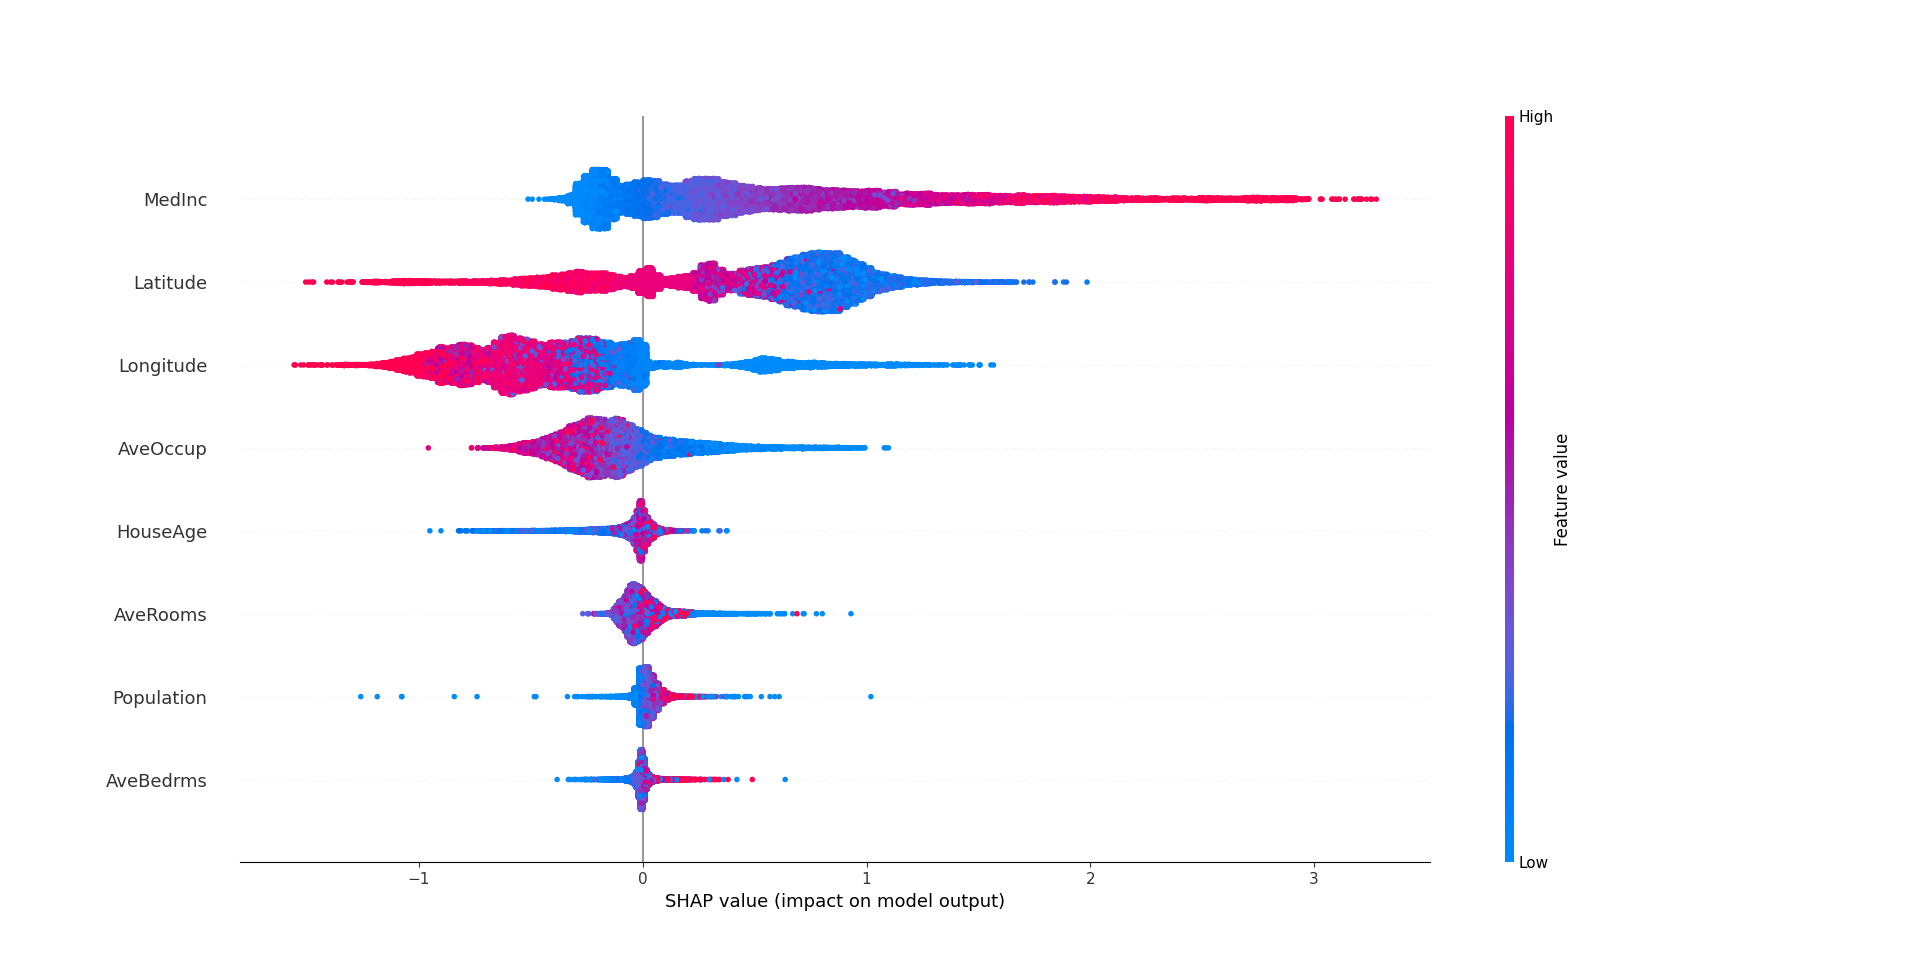 High
MedInc
Latitude
Longitude
AveOccup
HouseAge
AveRooms
Population
AveBedrms
Feature value
Low
−1 0 1 2 3
SHAP value (impact on model output)